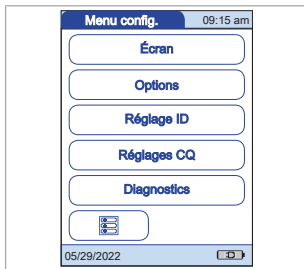 Menu config. 09:15 am
Écran
Options
Réglage ID
Réglages CQ
Diagnostics
05/29/2022